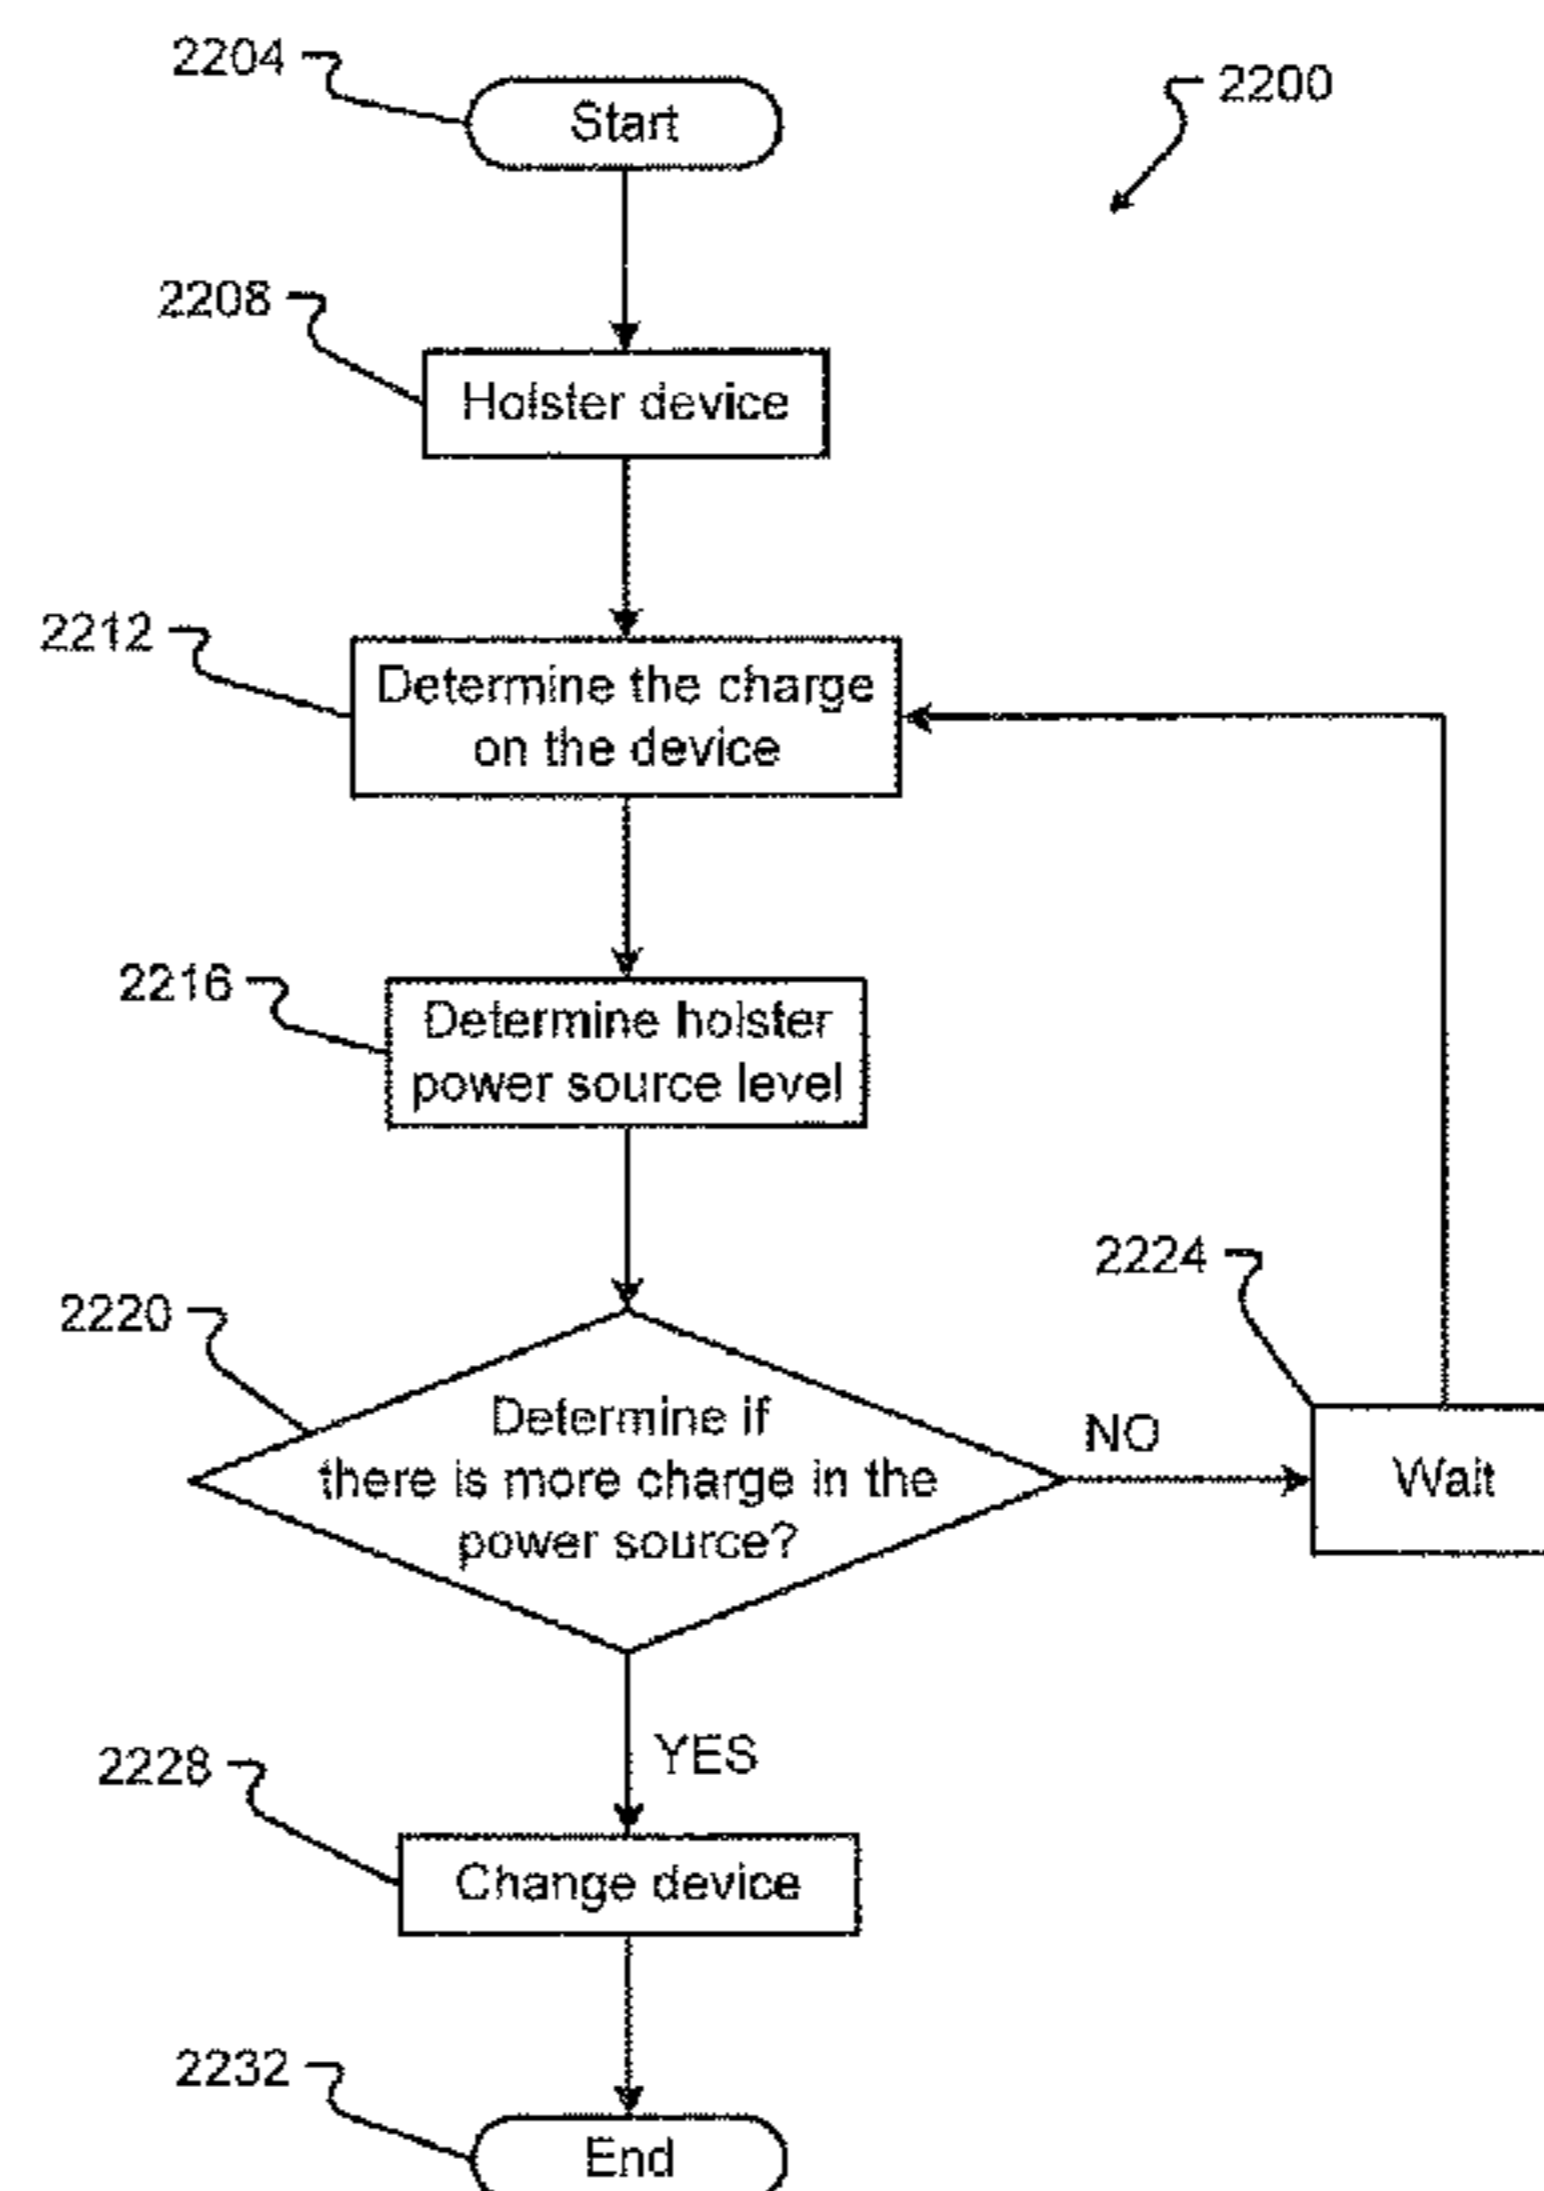 2204
Start
2200
2208
Holster device
2212
Determine the charge
on the device
2216
Determine holster
power source level
2220
Determine if
there is more charge in the
power source?
NO
2224
Wait
YES
2228
Change device
2232
End